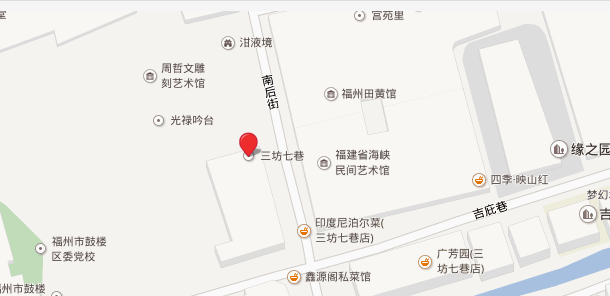 室
宫苑里
泔液境
周哲文雕
刻艺术馆
南后街
福州田黄馆
光禄吟台
三坊七巷
福建省海峡
民间艺术馆
缘之园
四季·映山红
梦幻
吉庇巷
吉
印度尼泊尔菜(
三坊七巷店)
福州市鼓楼
区委党校
广芳园(三
坊七巷店)
鑫源阁私菜馆
州市鼓楼